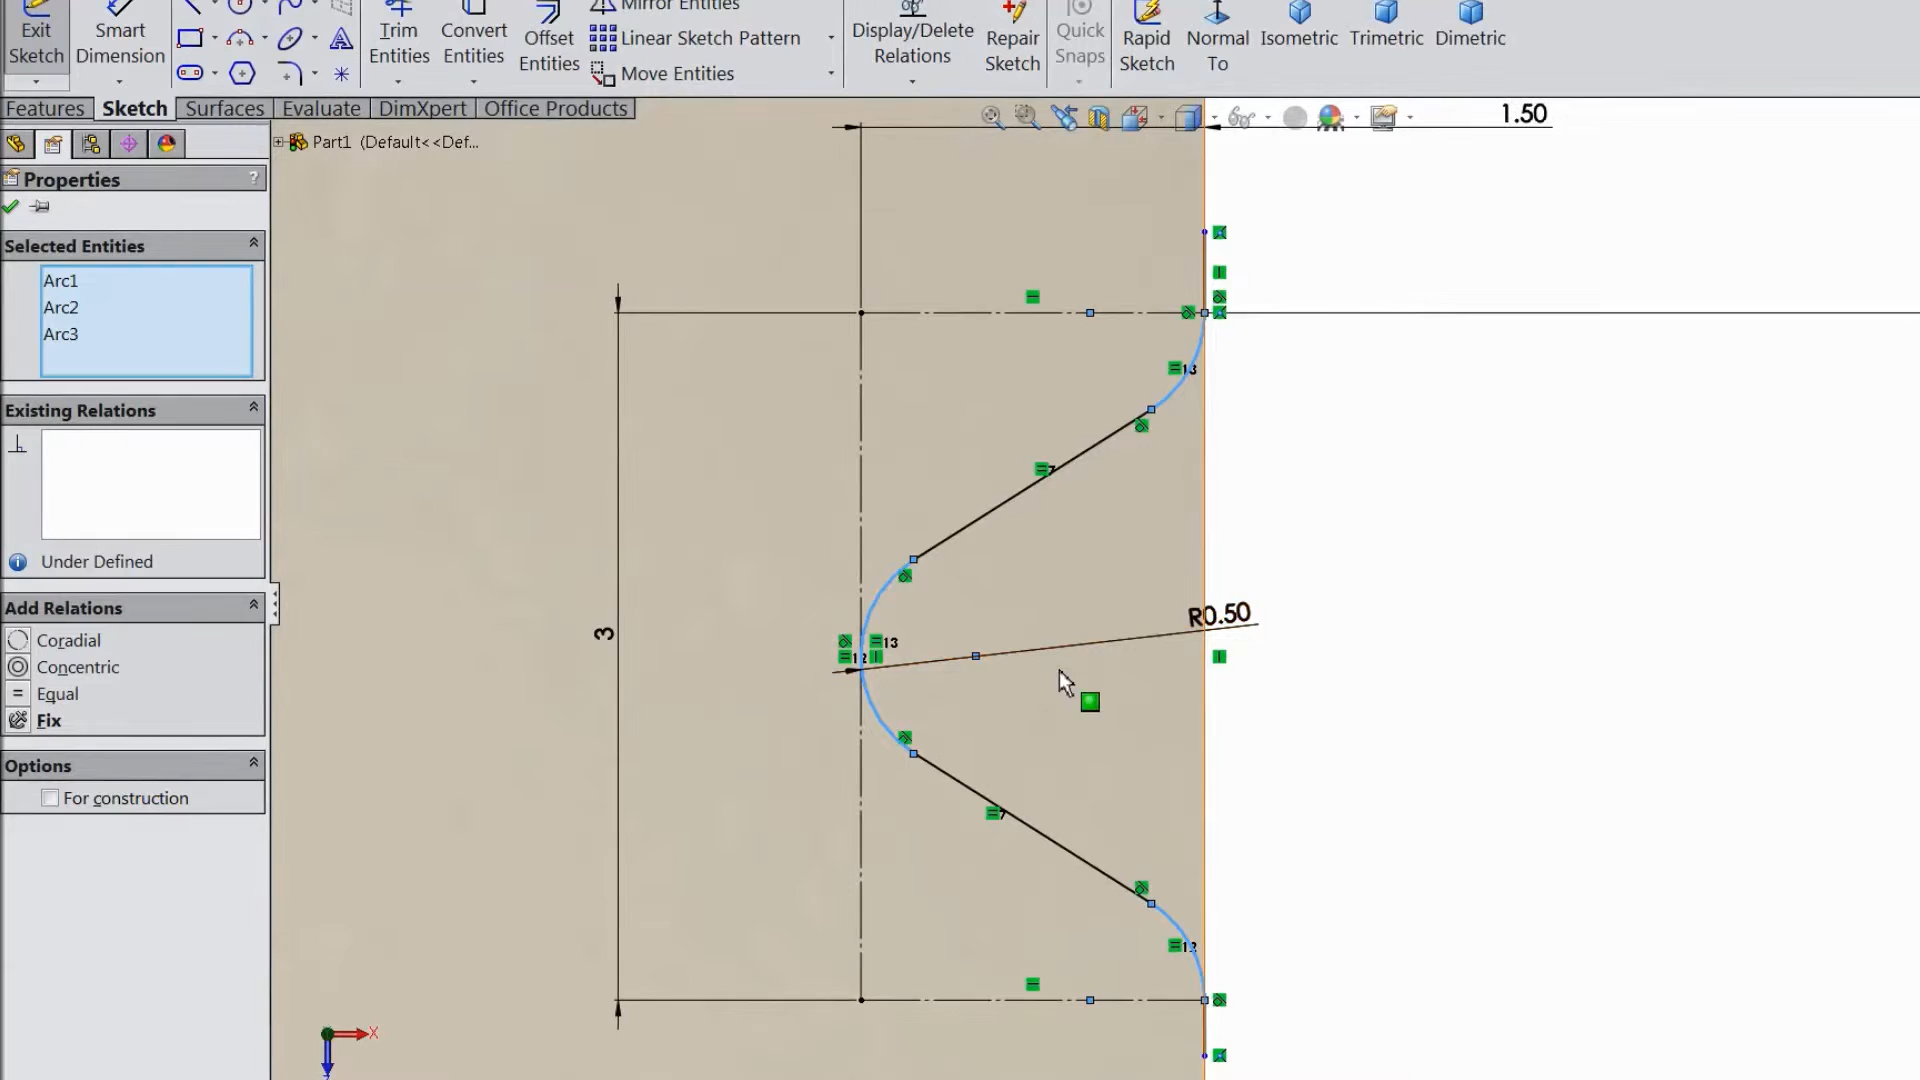 Exit
Sketch
Smart
Dimension
Trim
Entities
Convert
Entities
Offset
Entities
Mirror Entities
Linear Sketch Pattern
Move Entities
Display/Delete
Relations
Repair
Sketch
Quick
Snaps
Rapid
Sketch
Normal
To
Isometric
Trimetric
Dimetric
Features
Sketch
Surfaces
Evaluate
DimXpert
Office Products
1.50
Part1 (Default<<Def...
Properties
?
Selected Entities
Arc1
Arc2
Arc3
Existing Relations
Under Defined
Add Relations
Coradial
Concentric
Equal
Fix
Options
For construction
13
7
3
R0.50
13
12
7
12
X